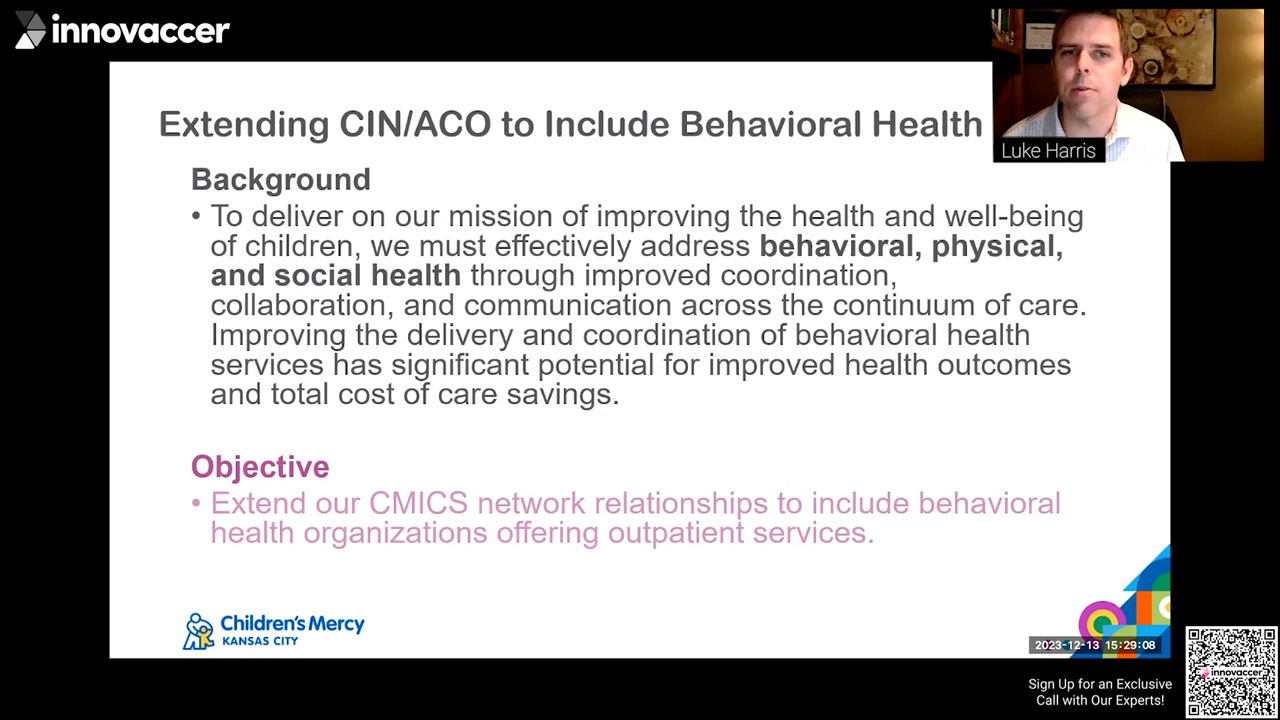 innovaccer
Luke Harris
Extending CIN/ACO to Include Behavioral Health
Background
• To deliver on our mission of improving the health and well-being
of children, we must effectively address behavioral, physical,
and social health through improved coordination,
collaboration, and communication across the continuum of care.
Improving the delivery and coordination of behavioral health
services has significant potential for improved health outcomes
and total cost of care savings.
Objective
• Extend our CMICS network relationships to include behavioral
health organizations offering outpatient services.
Children's Mercy
KANSAS CITY
2023-12-13 15:29:08
Sign Up for an Exclusive
Call with Our Experts!
innovaccer